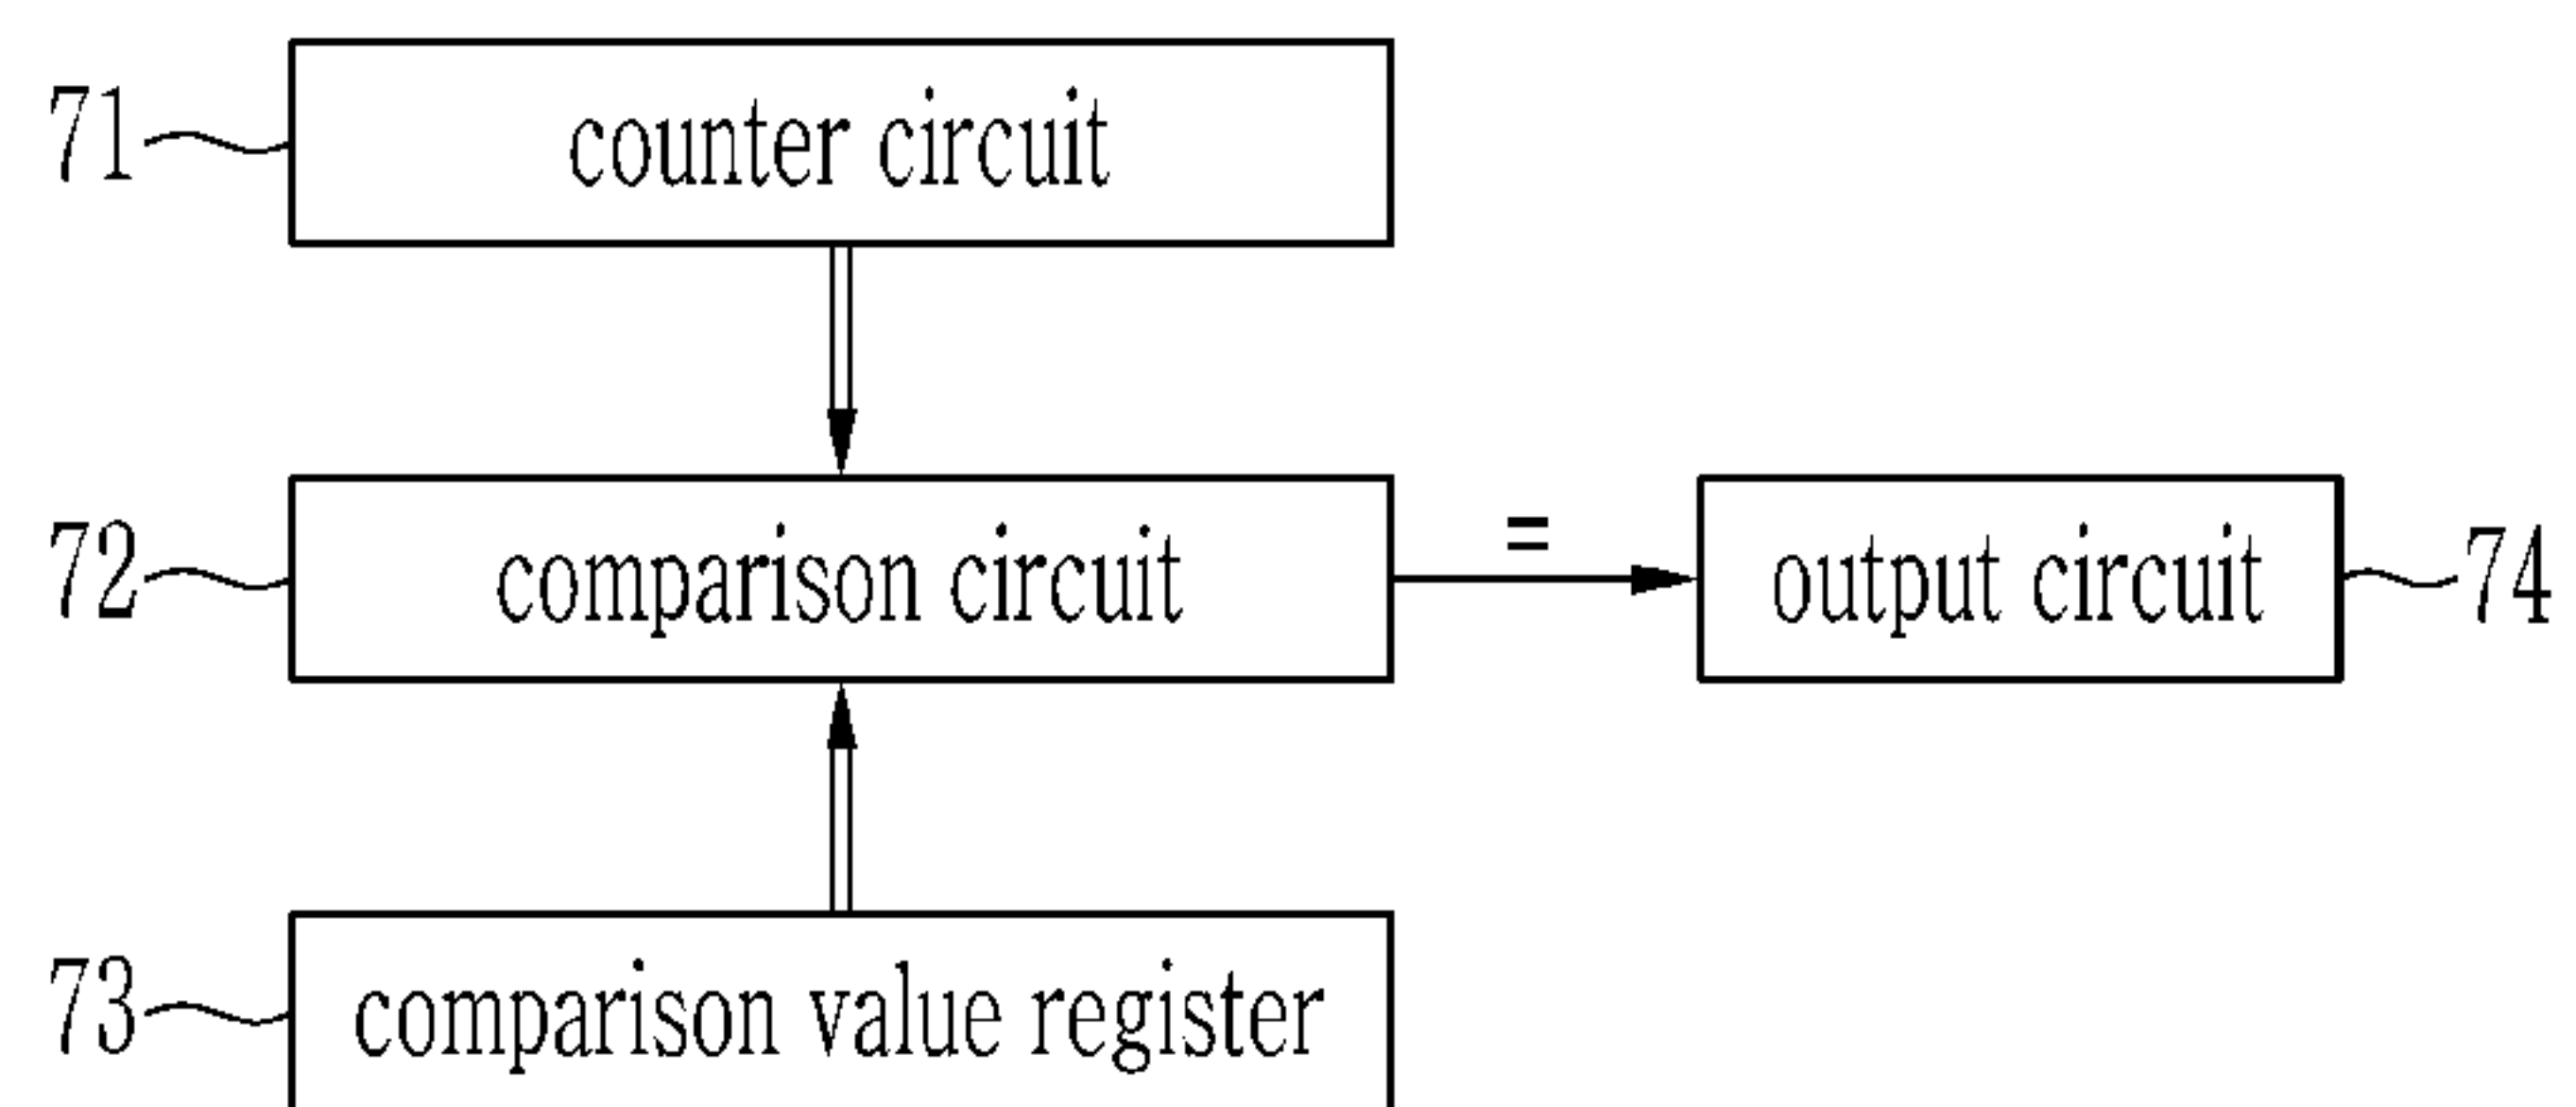 71 counter circuit
=
72 comparison circuit output circuit 74
73 comparison value register